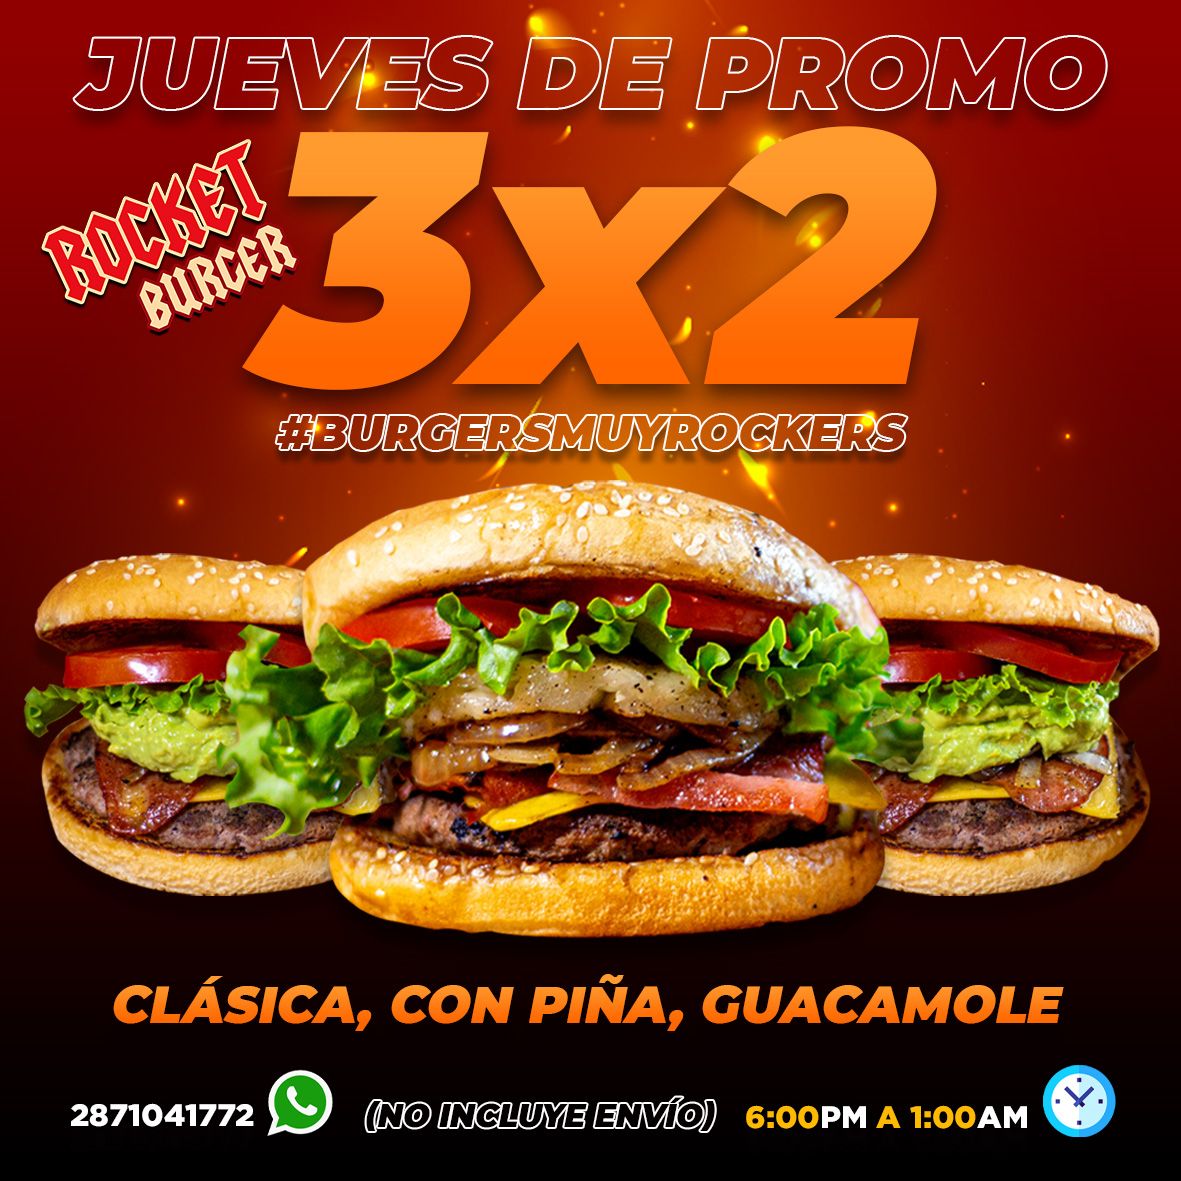 JUEVES DE PROMO
3x2
ROCKET
BURGER
#BURGERSMUYROCKERS
CLÁSICA, CON PIÑA, GUACAMOLE
2871041772 (NO INCLUYE ENVÍO) 6:00PM A 1:00AM